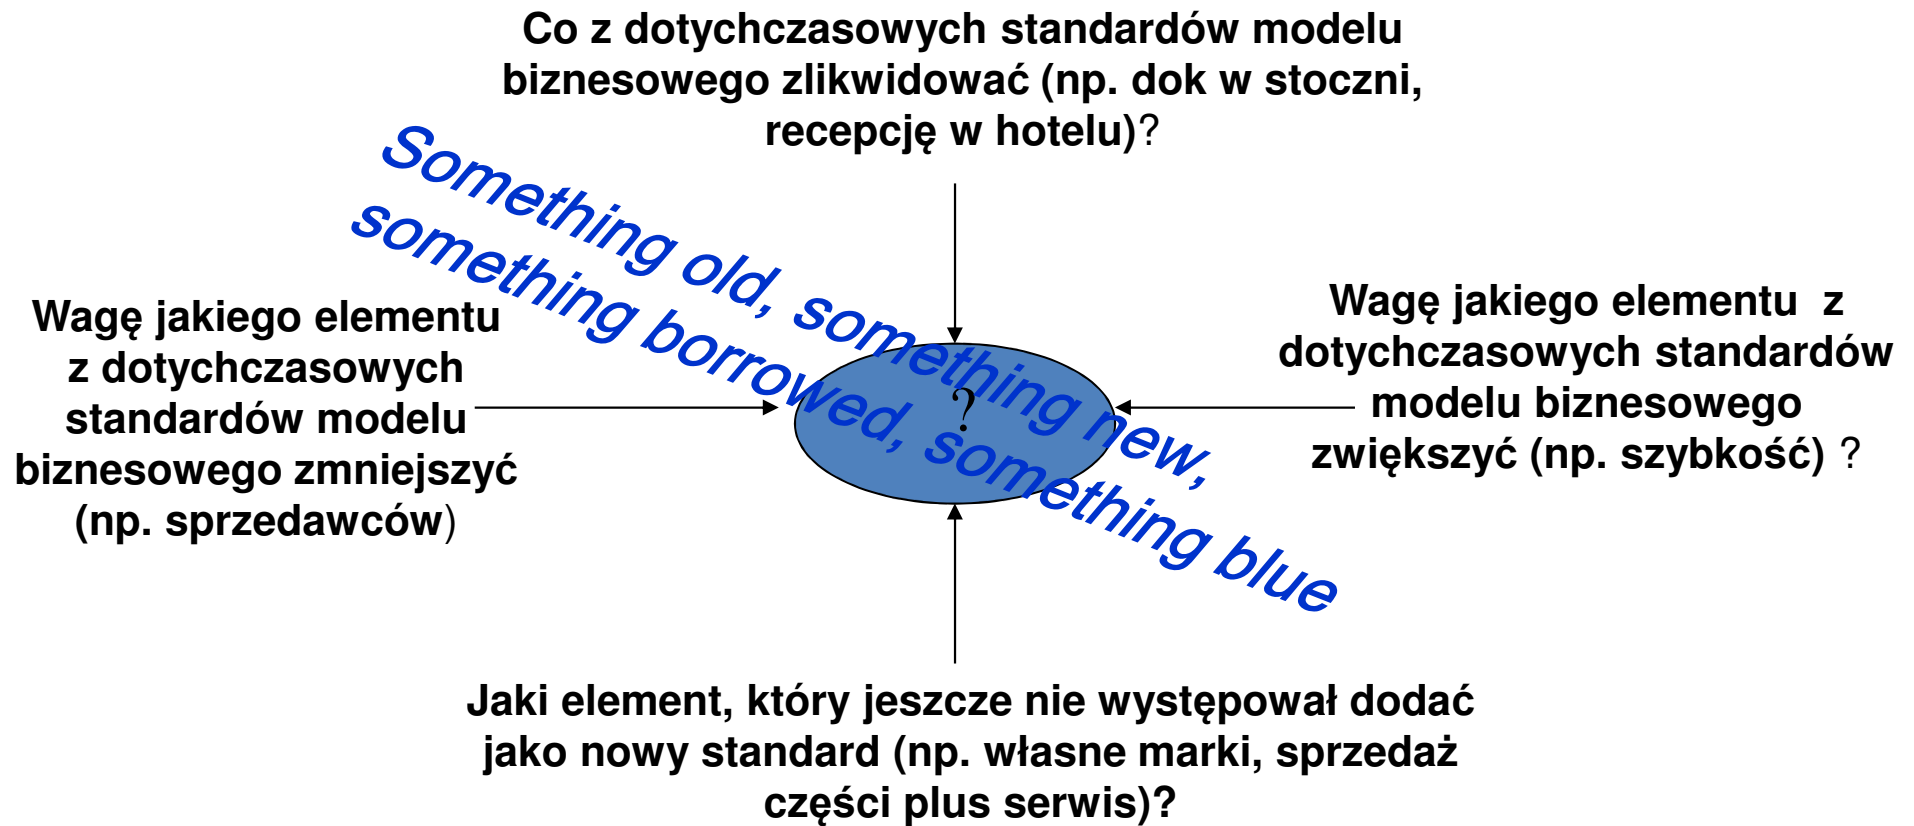 Co z dotychczasowych standardów modelu
biznesowego zlikwidować (np. dok w stoczni,
recepcję w hotelu)?
Something old, something new,
something borrowed, something blue
Wagę jakiego elementu
z dotychczasowych
standardów modelu
biznesowego zmniejszyć
(np. sprzedawców)
?
Wagę jakiego elementu z
dotychczasowych standardów
modelu biznesowego
zwiększyć (np. szybkość) ?
Jaki element, który jeszcze nie występował dodać
jako nowy standard (np. własne marki, sprzedaż
części plus serwis)?